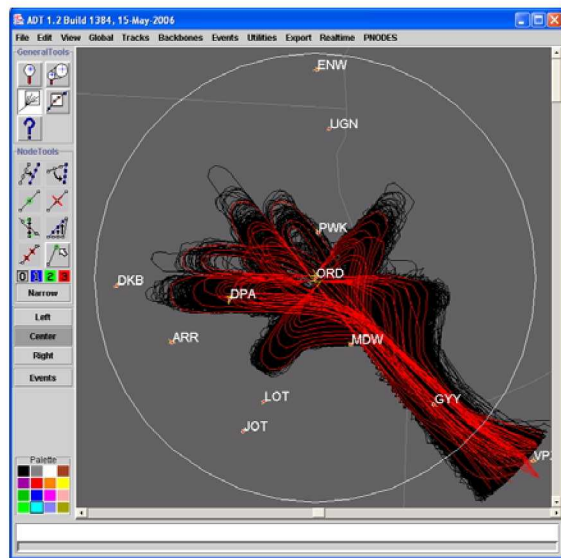 ADT 1.2 Build 1384, 15-May-2006
File Edit View Global Tracks Backbones Events Utilities Export Realtime PNODES
GeneralTools
ENW
UGN
NodeTools
PWK
ORD
DKB
DPA
0 1 2 3
Narrow
Left
Center
Right
ARR
MDW
Events
LOT
GYY
JOT
Palette